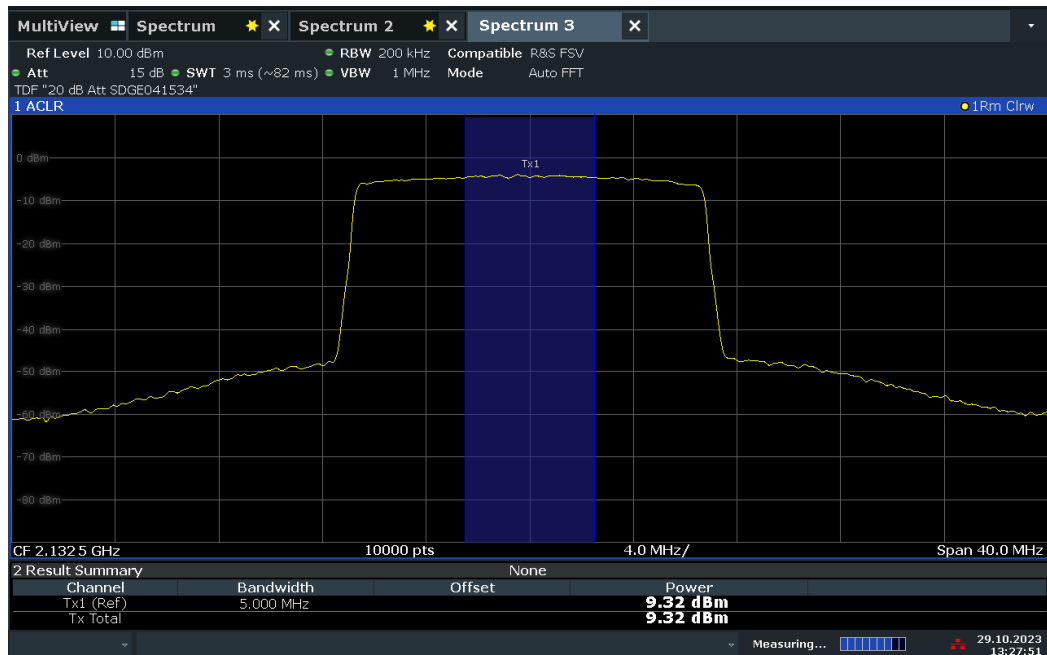 MultiView Spectrum X Spectrum 2 X Spectrum 3 X
Ref Level 10.00 dBm RBW 200 kHz Compatible R&S FSV
Att 15 dB SWT 3 ms (~82 ms) VBW 1 MHz Mode Auto FFT
TDF "20 dB Att SDGE041534"
1 ACLR 1Rm Clrw
0 dBm
Tx1
-10 dBm
-20 dBm
-30 dBm
-40 dBm
-50 dBm
-60 dBm
-70 dBm
-80 dBm
CF 2.1325 GHz 10000 pts 4.0 MHz/ Span 40.0 MHz
2 Result Summary None
Channel Bandwidth Offset Power
Tx1 (Ref) 5.000 MHz 9.32 dBm
Tx Total 9.32 dBm
Measuring... 29.10.2023
13:27:51